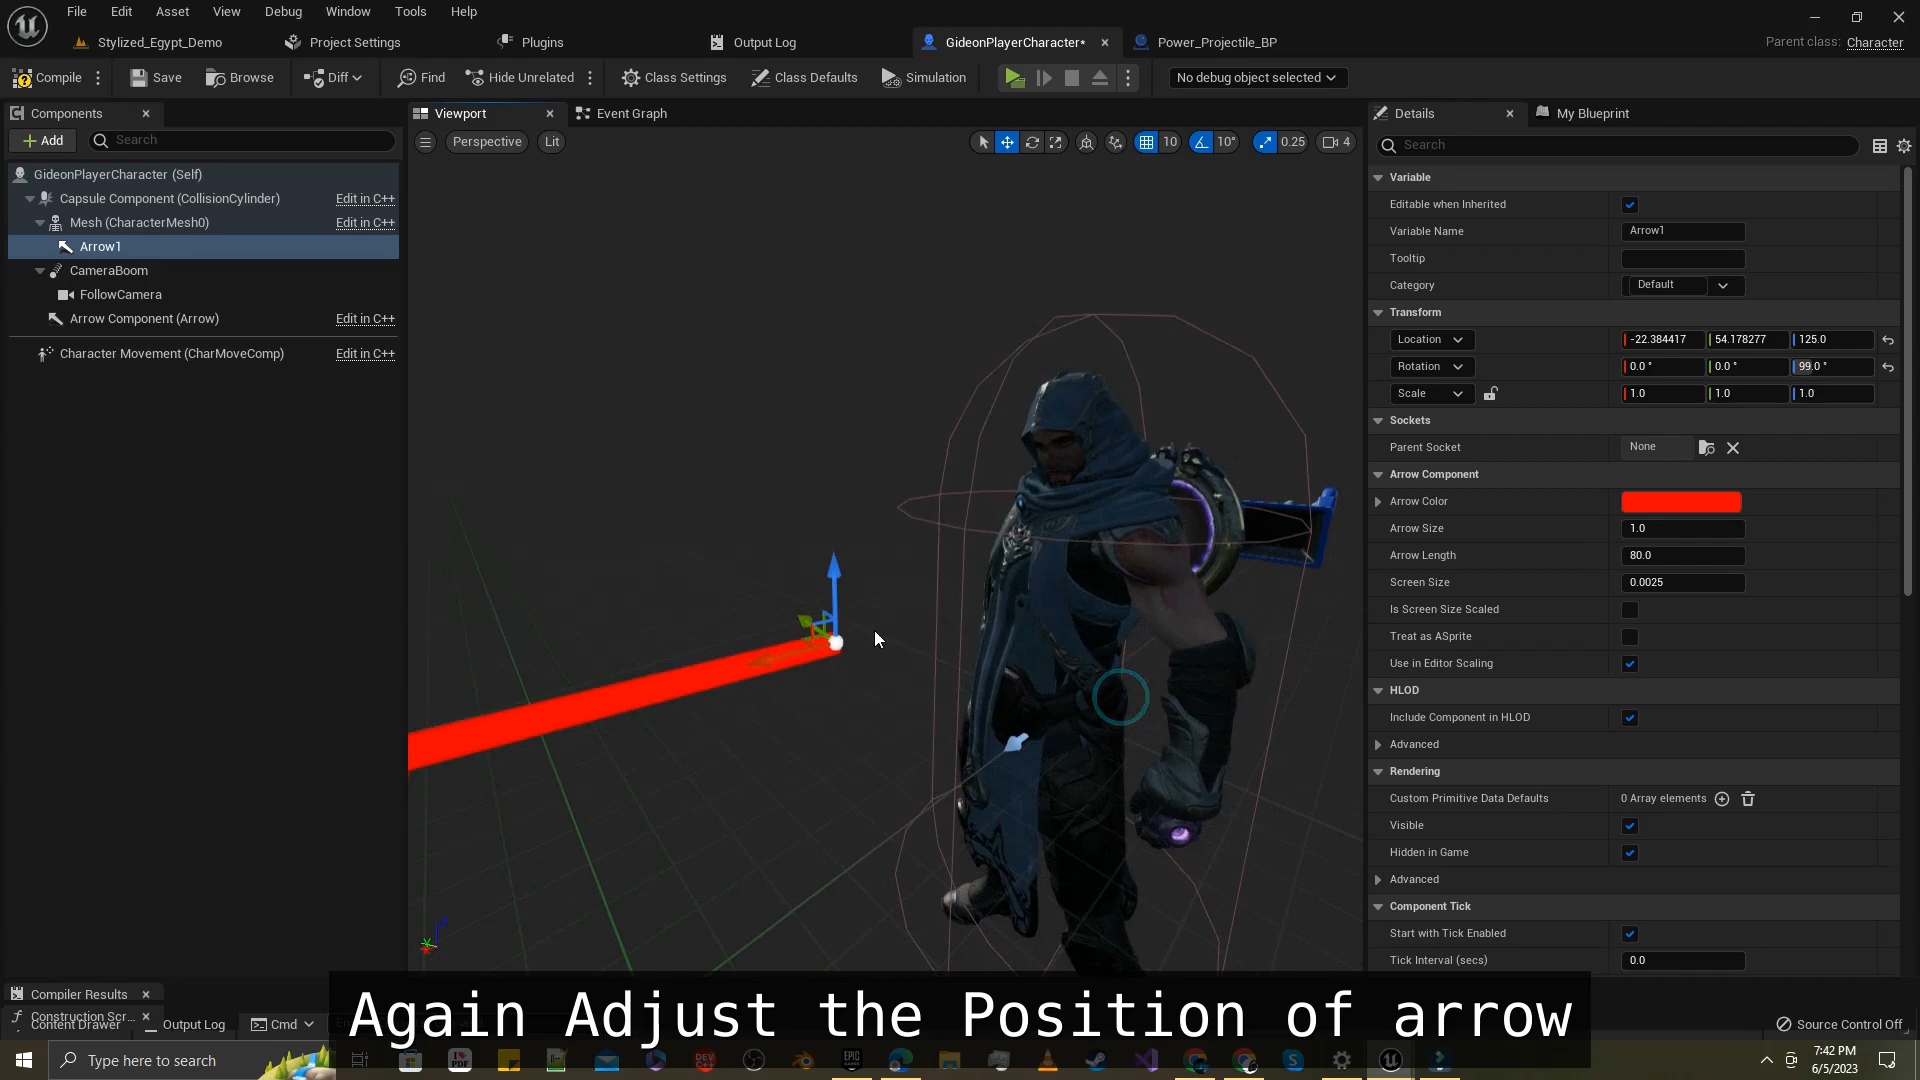 File Edit Asset View Debug Window Tools Help
Stylized_Egypt_Demo Project Settings Plugins Output Log GideonPlayerCharacter* Power_Projectile_BP Parent class: Character
Compile Save Browse Diff Find Hide Unrelated Class Settings Class Defaults Simulation No debug object selected
Components Viewport Event Graph Details My Blueprint
Add Search Perspective Lit 10 10° 0.25 4 Search
GideonPlayerCharacter (Self)
Capsule Component (CollisionCylinder) Edit in C++
Mesh (CharacterMesh0) Edit in C++
Arrow1
CameraBoom
FollowCamera
Arrow Component (Arrow) Edit in C++
Character Movement (CharMoveComp) Edit in C++
Variable
Editable when Inherited
Variable Name Arrow1
Tooltip
Category Default
Transform
Location -22.384417 54.178277 125.0
Rotation 0.0 ° 0.0 ° 99.0 °
Scale 1.0 1.0 1.0
Sockets
Parent Socket None
Arrow Component
Arrow Color
Arrow Size 1.0
Arrow Length 80.0
Screen Size 0.0025
Is Screen Size Scaled
Treat as ASprite
Use in Editor Scaling
HLOD
Include Component in HLOD
Advanced
Rendering
Custom Primitive Data Defaults 0 Array elements
Visible
Hidden in Game
Advanced
Component Tick
Start with Tick Enabled
Tick Interval (secs) 0.0
Compiler Results
Construction Scr...
Content Drawer Output Log Cmd
Again Adjust the Position of arrow
Source Control Off
Type here to search
7:42 PM
6/5/2023